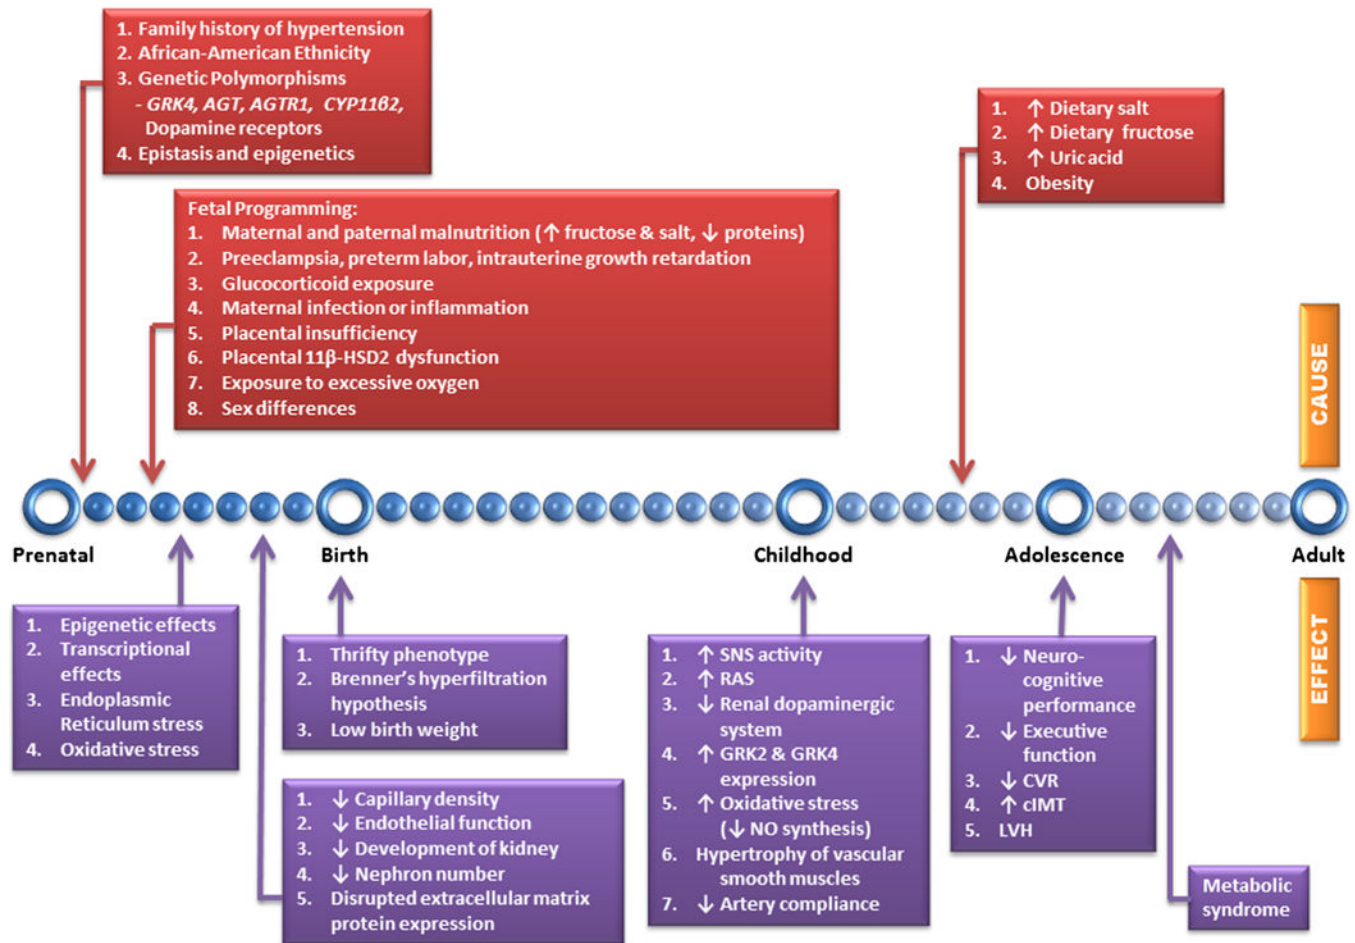 1. Family history of hypertension
2. African-American Ethnicity
3. Genetic Polymorphisms
- GRK4, AGT, AGTR1, CYP11β2,
Dopamine receptors
4. Epistasis and epigenetics
1. ↑ Dietary salt
2. ↑ Dietary fructose
3. ↑ Uric acid
4. Obesity
Fetal Programming:
1. Maternal and paternal malnutrition (↑ fructose & salt, ↓ proteins)
2. Preeclampsia, preterm labor, intrauterine growth retardation
3. Glucocorticoid exposure
4. Maternal infection or inflammation
5. Placental insufficiency
6. Placental 11β-HSD2 dysfunction
7. Exposure to excessive oxygen
8. Sex differences
CAUSE
Prenatal
Birth
Childhood
Adolescence
Adult
EFFECT
1. Epigenetic effects
2. Transcriptional
effects
3. Endoplasmic
Reticulum stress
4. Oxidative stress
1. Thrifty phenotype
2. Brenner's hyperfiltration
hypothesis
3. Low birth weight
1. ↓ Capillary density
2. ↓ Endothelial function
3. ↓ Development of kidney
4. ↓ Nephron number
5. Disrupted extracellular matrix
protein expression
1. ↑ SNS activity
2. ↑ RAS
3. ↓ Renal dopaminergic
system
4. ↑ GRK2 & GRK4
expression
5. ↑ Oxidative stress
(↓ NO synthesis)
6. Hypertrophy of vascular
smooth muscles
7. ↓ Artery compliance
1. ↓ Neuro-
cognitive
performance
2. ↓ Executive
function
3. ↓ CVR
4. ↑ cIMT
5. LVH
Metabolic
syndrome